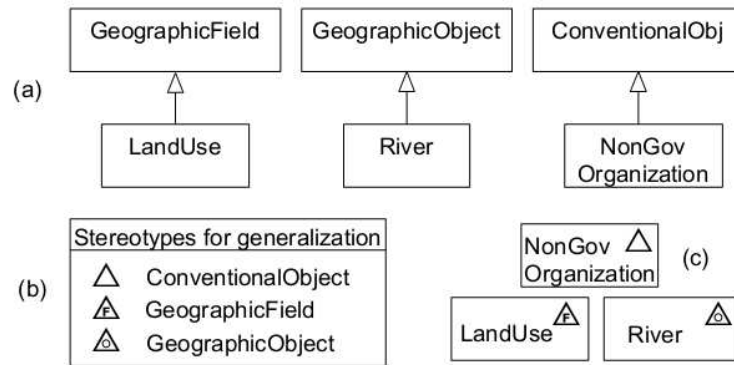 GeographicField
GeographicObject
ConventionalObj
(a)
LandUse
River
NonGov
Organization
(b)
Stereotypes for generalization
ConventionalObject
F GeographicField
O GeographicObject
NonGov
Organization
(c)
LandUse F
River O